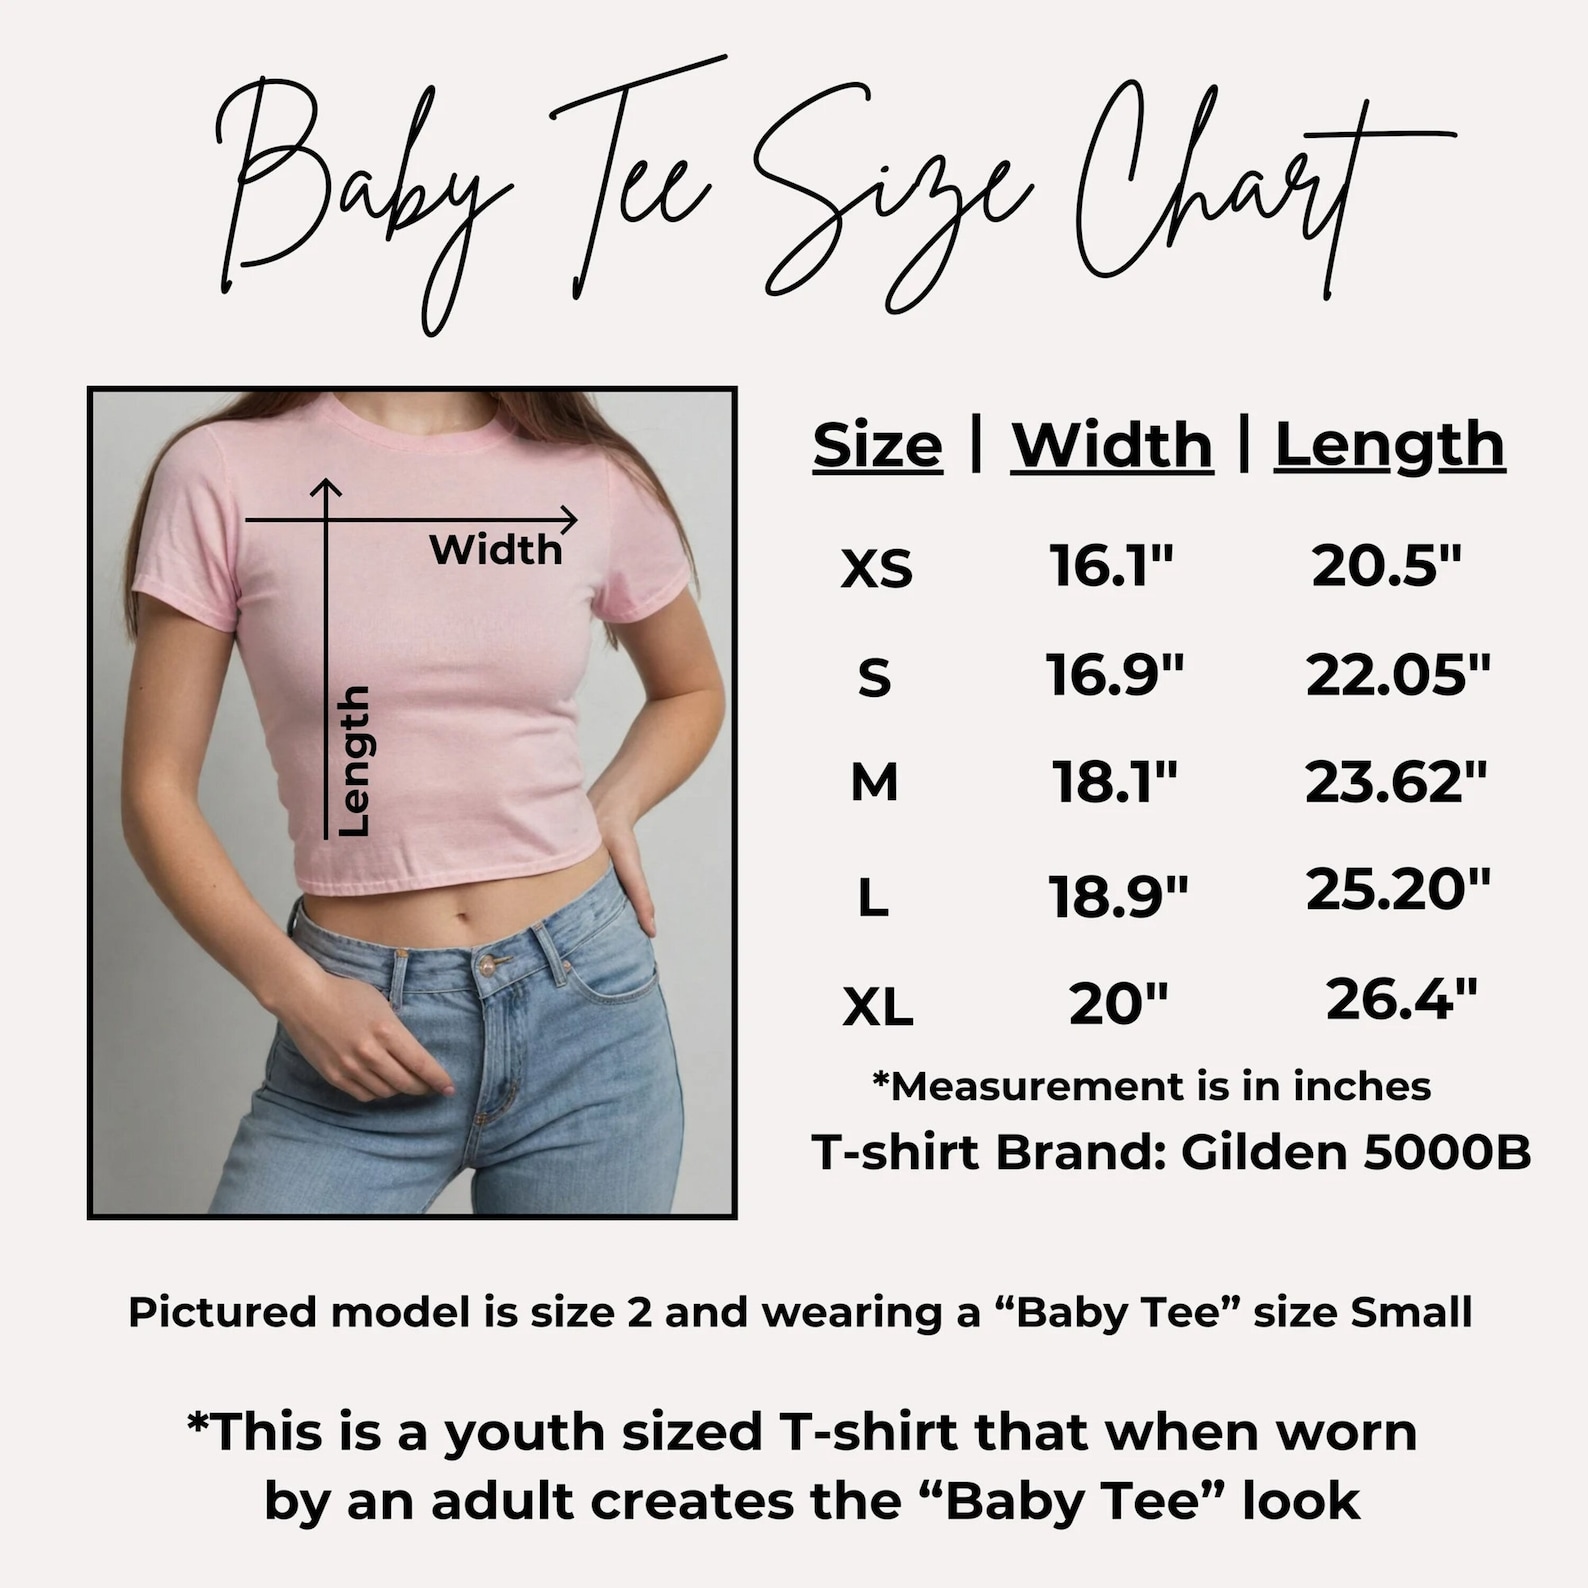 Baby Tee Size Chart
Width
Length
Size | Width | Length
XS 16.1" 20.5"
S 16.9" 22.05"
M 18.1" 23.62"
L 18.9" 25.20"
XL 20" 26.4"
*Measurement is in inches
T-shirt Brand: Gilden 5000B
Pictured model is size 2 and wearing a “Baby Tee” size Small
*This is a youth sized T-shirt that when worn
by an adult creates the “Baby Tee” look